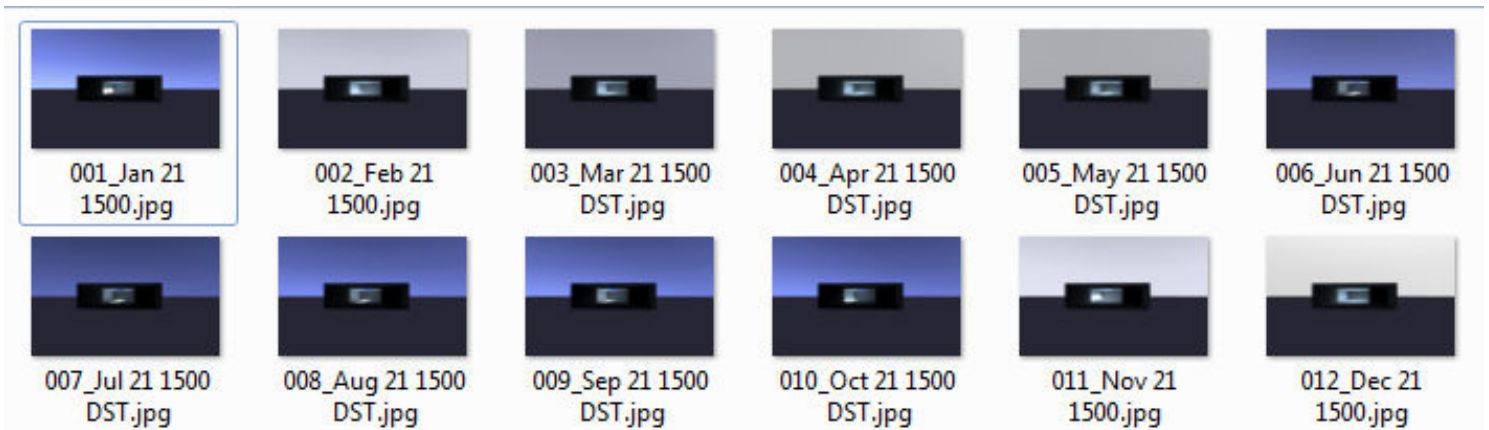 001_Jan 21
1500.jpg
002_Feb 21
1500.jpg
003_Mar 21 1500
DST.jpg
004_Apr 21 1500
DST.jpg
005_May 21 1500
DST.jpg
006_Jun 21 1500
DST.jpg
007_Jul 21 1500
DST.jpg
008_Aug 21 1500
DST.jpg
009_Sep 21 1500
DST.jpg
010_Oct 21 1500
DST.jpg
011_Nov 21
1500.jpg
012_Dec 21
1500.jpg